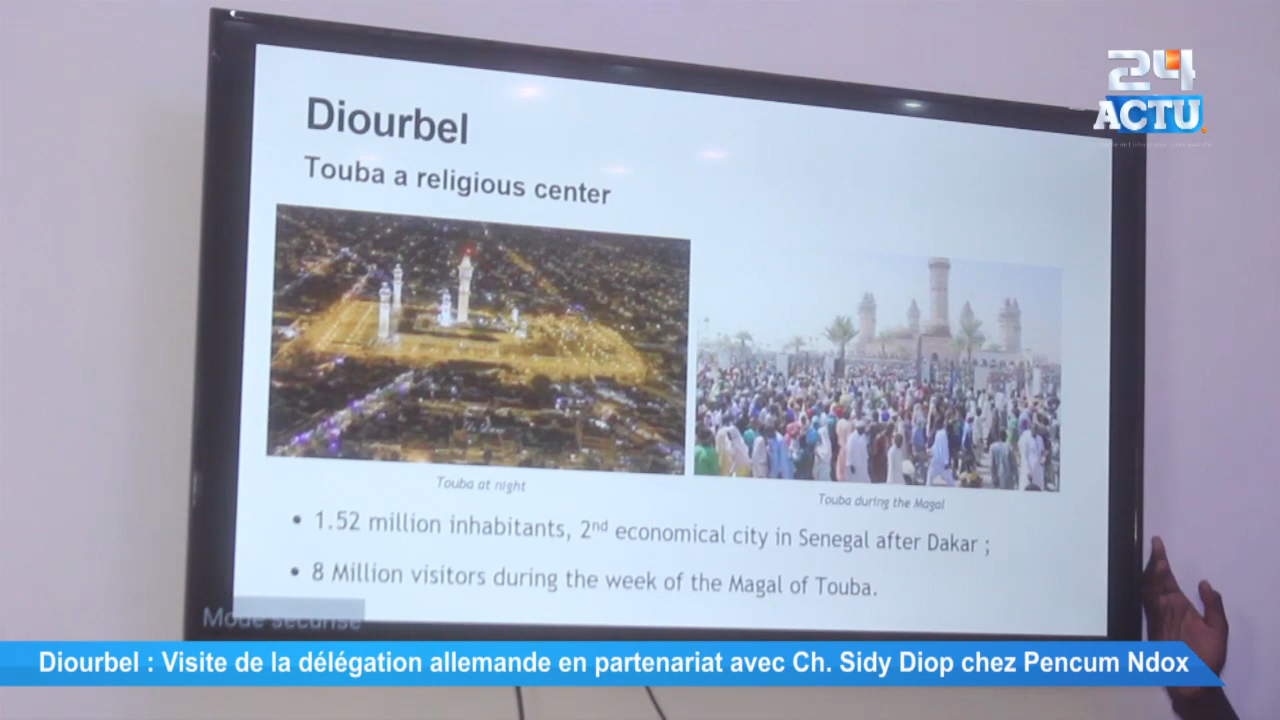 24
ACTU
Diourbel
Touba a religious center
Touba at night
Touba during the Magal
• 1.52 million inhabitants, 2nd economical city in Senegal after Dakar ;
• 8 Million visitors during the week of the Magal of Touba.
Mode sécurisé
Diourbel : Visite de la délégation allemande en partenariat avec Ch. Sidy Diop chez Pencum Ndox